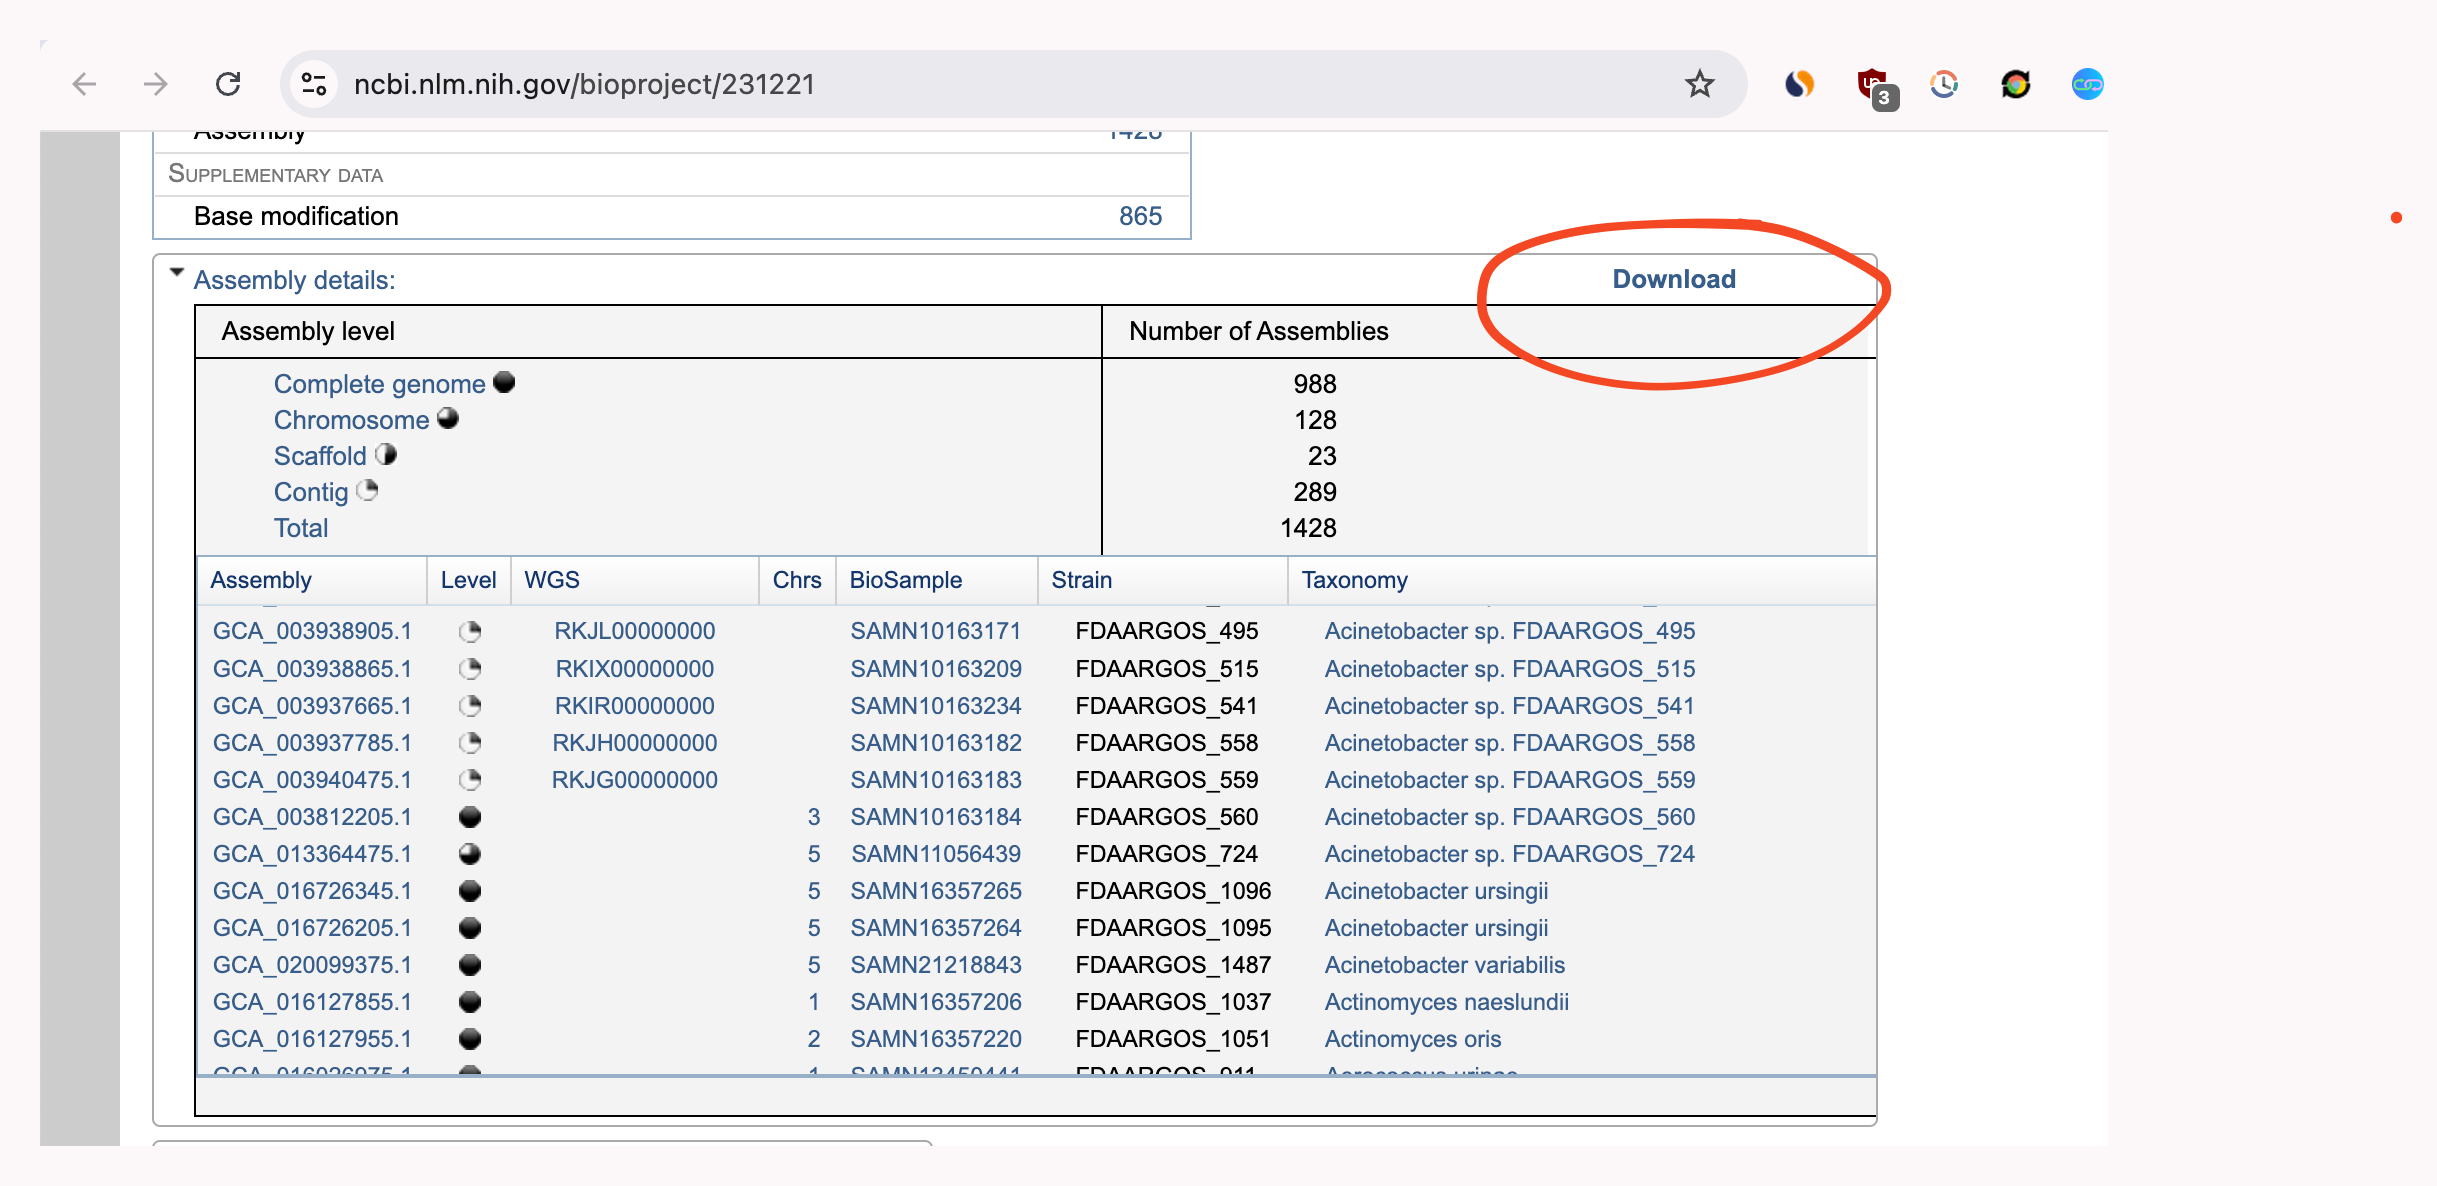 ncbi.nlm.nih.gov/bioproject/231221
3
Assembly 1428
SUPPLEMENTARY DATA
Base modification 865
Assembly details: Download
Assembly level Number of Assemblies
Complete genome 988
Chromosome 128
Scaffold 23
Contig 289
Total 1428
Assembly Level WGS Chrs BioSample Strain Taxonomy
GCA_003938905.1 RKJL00000000 SAMN10163171 FDAARGOS_495 Acinetobacter sp. FDAARGOS_495
GCA_003938865.1 RKIX00000000 SAMN10163209 FDAARGOS_515 Acinetobacter sp. FDAARGOS_515
GCA_003937665.1 RKIR00000000 SAMN10163234 FDAARGOS_541 Acinetobacter sp. FDAARGOS_541
GCA_003937785.1 RKJH00000000 SAMN10163182 FDAARGOS_558 Acinetobacter sp. FDAARGOS_558
GCA_003940475.1 RKJG00000000 SAMN10163183 FDAARGOS_559 Acinetobacter sp. FDAARGOS_559
GCA_003812205.1 3 SAMN10163184 FDAARGOS_560 Acinetobacter sp. FDAARGOS_560
GCA_013364475.1 5 SAMN11056439 FDAARGOS_724 Acinetobacter sp. FDAARGOS_724
GCA_016726345.1 5 SAMN16357265 FDAARGOS_1096 Acinetobacter ursingii
GCA_016726205.1 5 SAMN16357264 FDAARGOS_1095 Acinetobacter ursingii
GCA_020099375.1 5 SAMN21218843 FDAARGOS_1487 Acinetobacter variabilis
GCA_016127855.1 1 SAMN16357206 FDAARGOS_1037 Actinomyces naeslundii
GCA_016127955.1 2 SAMN16357220 FDAARGOS_1051 Actinomyces oris